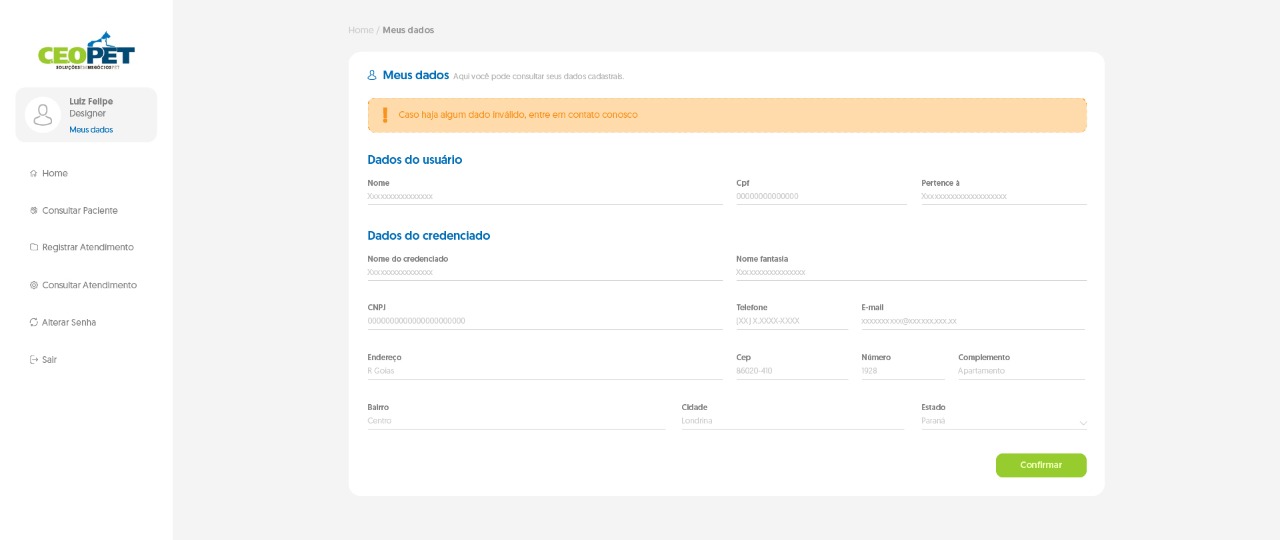 CEOPET
SOLUÇÕES EM NEGÓCIOS PET
Luiz Felipe
Designer
Meus dados
Home
Consultar Paciente
Registrar Atendimento
Consultar Atendimento
Alterar Senha
Sair
Home / Meus dados
Meus dados Aqui você pode consultar seus dados cadastrais.
Caso haja algum dado inválido, entre em contato conosco
Dados do usuário
Nome Cpf Pertence à
Xxxxxxxxxxxxxxxx 00000000000000 Xxxxxxxxxxxxxxxxxxxxx
Dados do credenciado
Nome do credenciado Nome fantasia
Xxxxxxxxxxxxxxxx Xxxxxxxxxxxxxxxxx
CNPJ Telefone E-mail
0000000000000000000000 (XX) X.XXXX-XXXX xxxxxxxxxx@xxxxxx.xxx.xx
Endereço Cep Número Complemento
R Goias 86020-410 1928 Apartamento
Bairro Cidade Estado
Centro Londrina Paraná
Confirmar